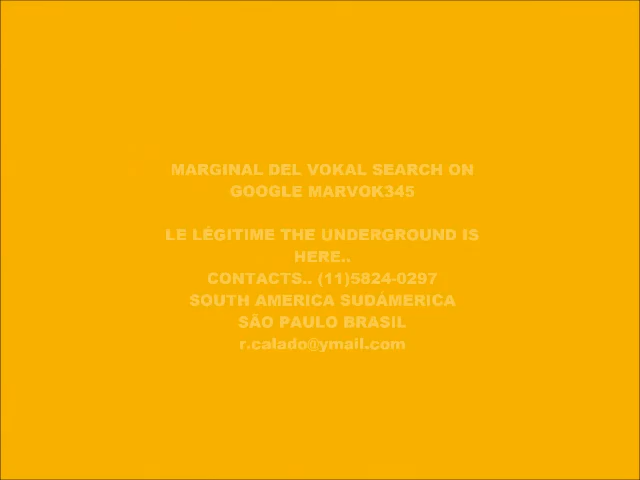 MARGINAL DEL VOKAL SEARCH ON
GOOGLE MARVOK345
LE LÉGITIME THE UNDERGROUND IS
HERE..
CONTACTS.. (11)5824-0297
SOUTH AMERICA SUDÁMERICA
SÃO PAULO BRASIL
r.calado@ymail.com